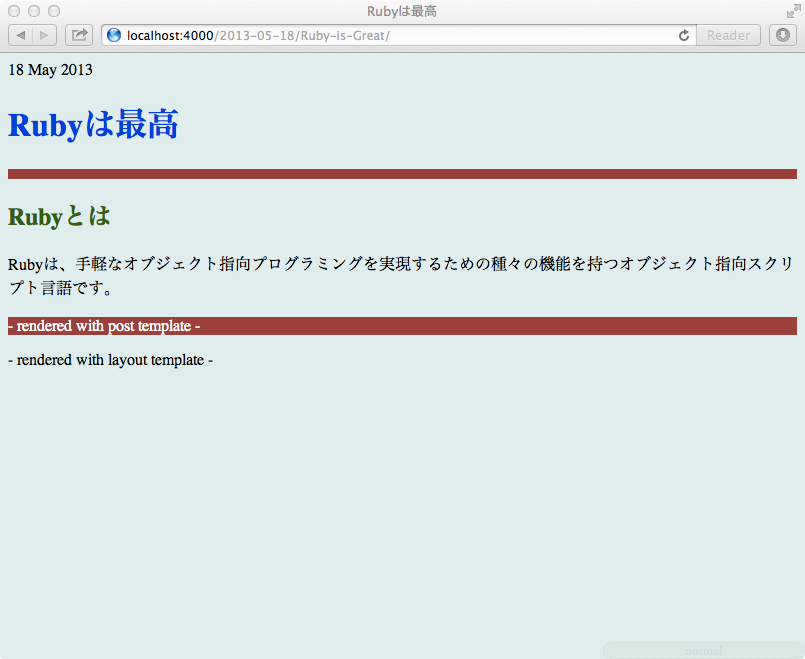 Rubyは最高
localhost:4000/2013-05-18/Ruby-is-Great/
Reader
18 May 2013
Rubyは最高
Rubyとは
Rubyは、手軽なオブジェクト指向プログラミングを実現するための種々の機能を持つオブジェクト指向スクリ
プト言語です。
- rendered with post template -
- rendered with layout template -
normal